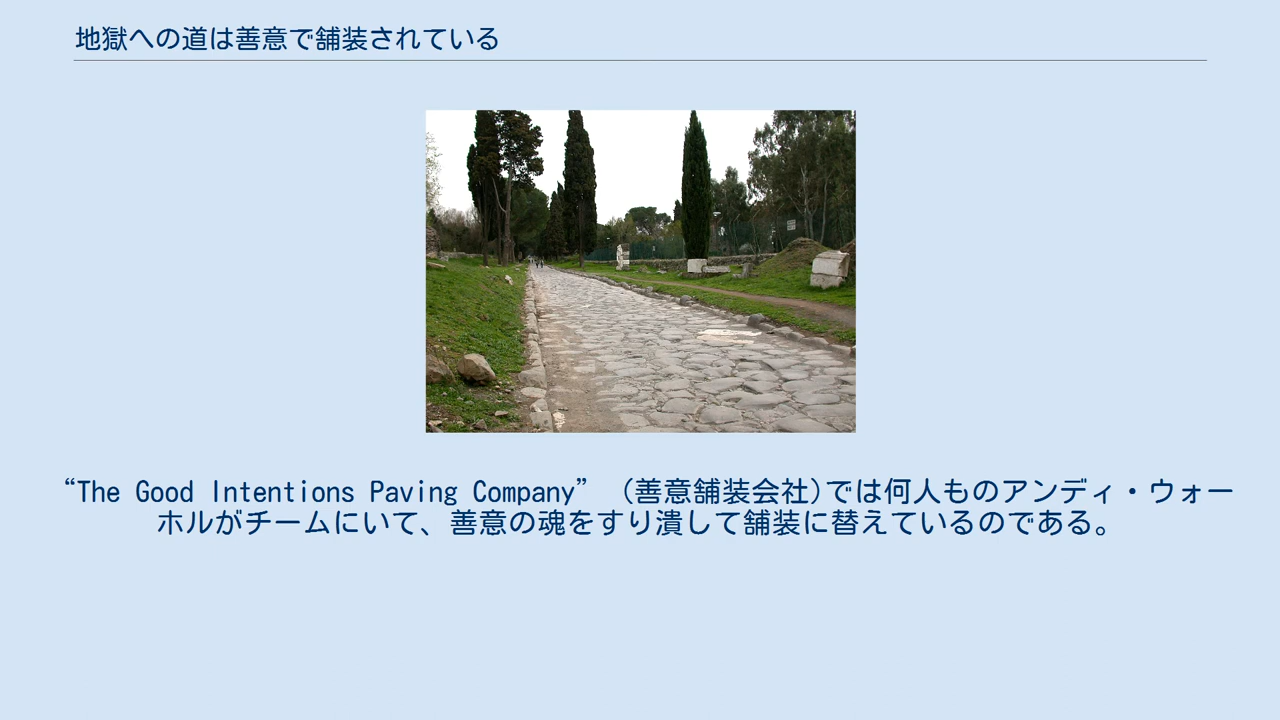 地獄への道は善意で舗装されている
“The Good Intentions Paving Company” (善意舗装会社)では何人ものアンディ・ウォー
ホルがチームにいて、善意の魂をすり潰して舗装に替えているのである。